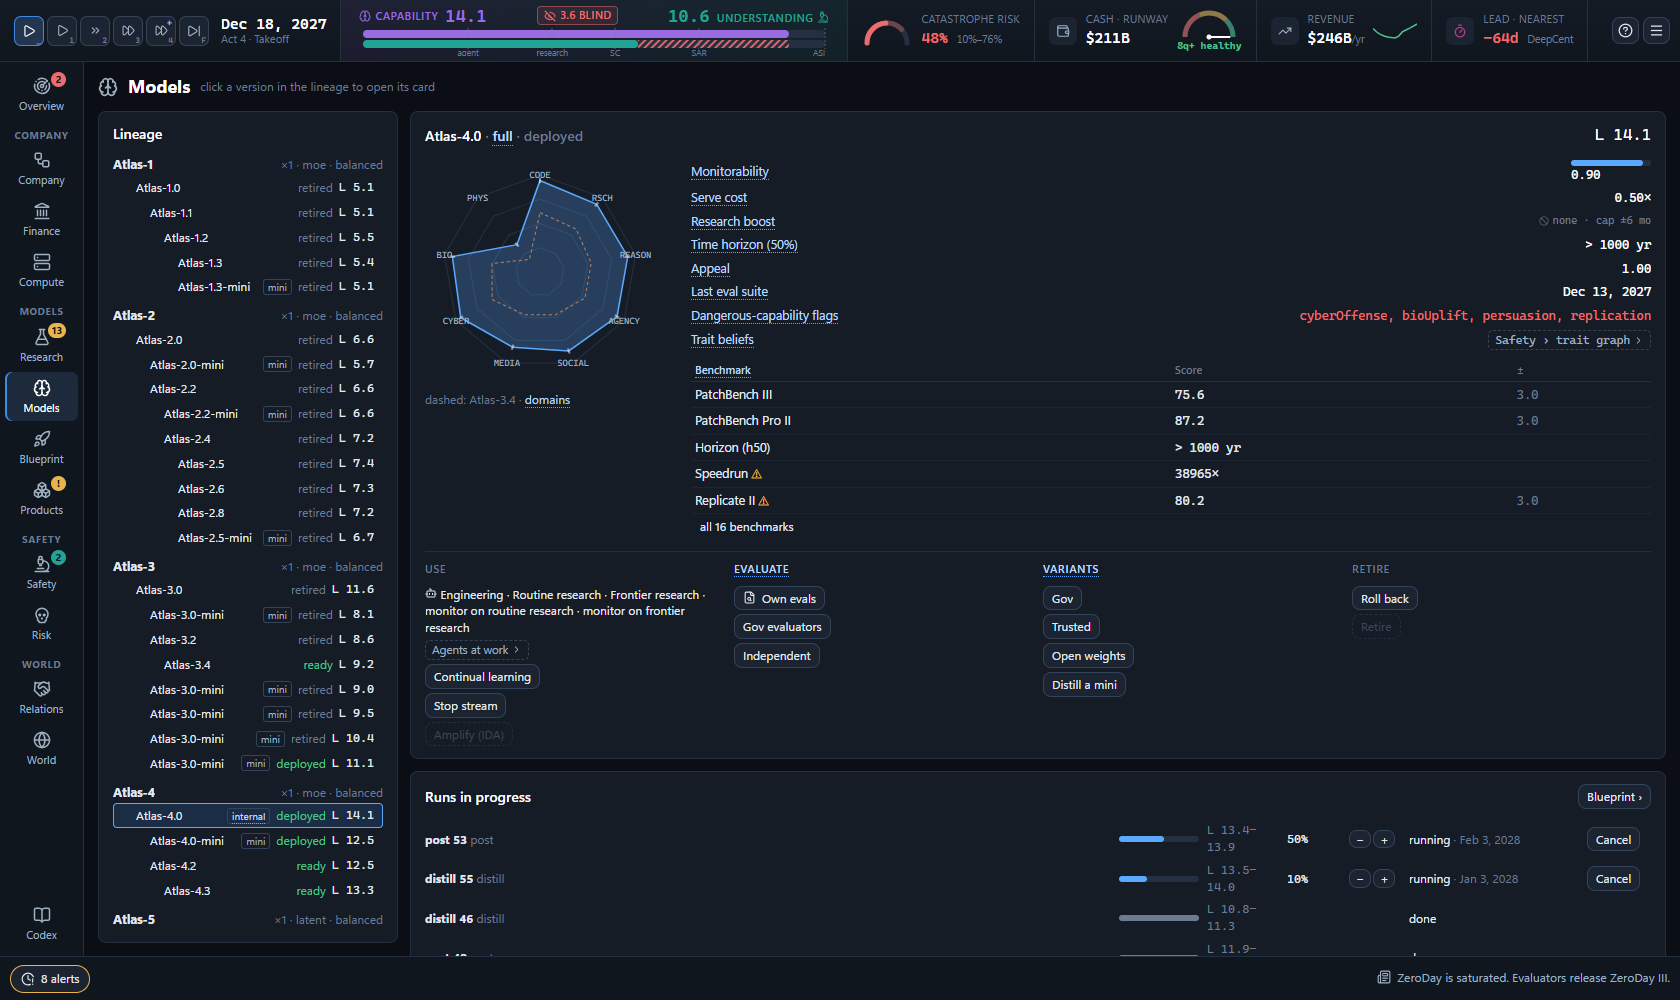 1
2
3
4
F
Dec 18, 2027
Act 4 · Takeoff
CAPABILITY 14.1
3.6 BLIND
10.6 UNDERSTANDING
agent
research
SC
SAR
ASI
CATASTROPHE RISK
48% 10%–76%
CASH · RUNWAY
$211B
8q+ healthy
REVENUE
$246B/yr
LEAD · NEAREST
−64d DeepCent
2
Overview
COMPANY
Company
Finance
Compute
MODELS
13
Research
Models
Blueprint
!
Products
SAFETY
2
Safety
Risk
WORLD
Relations
World
Codex
Models click a version in the lineage to open its card
Lineage
Atlas-1 ×1 · moe · balanced
Atlas-1.0 retired L 5.1
Atlas-1.1 retired L 5.1
Atlas-1.2 retired L 5.5
Atlas-1.3 retired L 5.4
Atlas-1.3-mini mini retired L 5.1
Atlas-2 ×1 · moe · balanced
Atlas-2.0 retired L 6.6
Atlas-2.0-mini mini retired L 5.7
Atlas-2.2 retired L 6.6
Atlas-2.2-mini mini retired L 6.6
Atlas-2.4 retired L 7.2
Atlas-2.5 retired L 7.4
Atlas-2.6 retired L 7.3
Atlas-2.8 retired L 7.2
Atlas-2.5-mini mini retired L 6.7
Atlas-3 ×1 · moe · balanced
Atlas-3.0 retired L 11.6
Atlas-3.0-mini mini retired L 8.1
Atlas-3.2 retired L 8.6
Atlas-3.4 ready L 9.2
Atlas-3.0-mini mini retired L 9.0
Atlas-3.0-mini mini retired L 9.5
Atlas-3.0-mini mini retired L 10.4
Atlas-3.0-mini mini deployed L 11.1
Atlas-4 ×1 · moe · balanced
Atlas-4.0 internal deployed L 14.1
Atlas-4.0-mini mini deployed L 12.5
Atlas-4.2 ready L 12.5
Atlas-4.3 ready L 13.3
Atlas-5 ×1 · latent · balanced
Atlas-4.0 · full · deployed
L 14.1
CODE
RSCH
REASON
AGENCY
SOCIAL
MEDIA
CYBER
BIO
PHYS
dashed: Atlas-3.4 · domains
Monitorability 0.90
Serve cost 0.50×
Research boost none · cap ±6 mo
Time horizon (50%) > 1000 yr
Appeal 1.00
Last eval suite Dec 13, 2027
Dangerous-capability flags cyberOffense, bioUplift, persuasion, replication
Trait beliefs Safety › trait graph ›
Benchmark Score ±
PatchBench III 75.6 3.0
PatchBench Pro II 87.2 3.0
Horizon (h50) > 1000 yr
Speedrun 38965×
Replicate II 80.2 3.0
all 16 benchmarks
USE
Engineering · Routine research · Frontier research ·
monitor on routine research · monitor on frontier
research
Agents at work ›
Continual learning
Stop stream
Amplify (IDA)
EVALUATE
Own evals
Gov evaluators
Independent
VARIANTS
Gov
Trusted
Open weights
Distill a mini
RETIRE
Roll back
Retire
Runs in progress
Blueprint ›
post 53 post L 13.4–13.9 50% − + running · Feb 3, 2028 Cancel
distill 55 distill L 13.5–14.0 10% − + running · Jan 3, 2028 Cancel
distill 46 distill L 10.8–11.3 done
L 11.9–
8 alerts
ZeroDay is saturated. Evaluators release ZeroDay III.